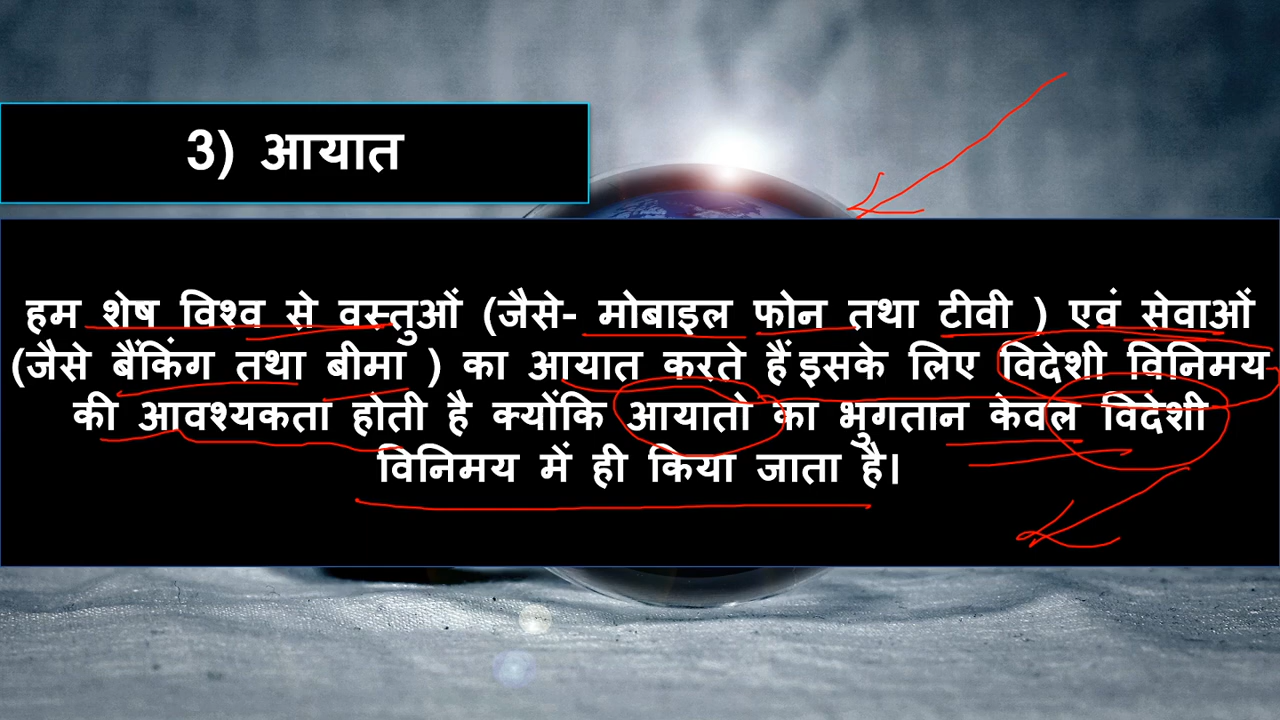 3) आयात
हम शेष विश्व से वस्तुओं (जैसे- मोबाइल फोन तथा टीवी ) एवं सेवाओं
(जैसे बैंकिंग तथा बीमा ) का आयात करते हैं इसके लिए विदेशी विनिमय
की आवश्यकता होती है क्योंकि आयातो का भुगतान केवल विदेशी
विनिमय में ही किया जाता है।